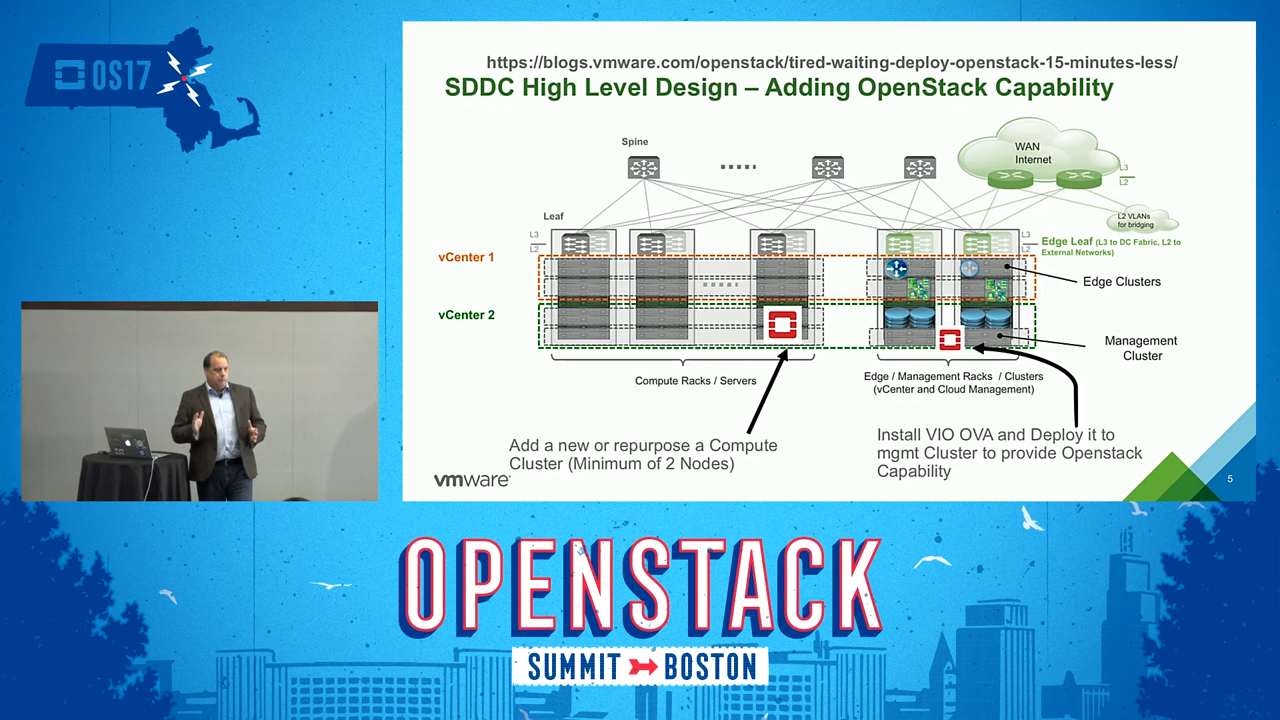 OS17
https://blogs.vmware.com/openstack/tired-waiting-deploy-openstack-15-minutes-less/
SDDC High Level Design – Adding OpenStack Capability
Spine
WAN
Internet
L3
L2
Leaf
L2 VLANs
for bridging
L3
L2
L3
L2
Edge Leaf (L3 to DC Fabric, L2 to
External Networks)
vCenter 1
Edge Clusters
vCenter 2
Management
Cluster
Compute Racks / Servers
Edge / Management Racks / Clusters
(vCenter and Cloud Management)
Add a new or repurpose a Compute
Cluster (Minimum of 2 Nodes)
Install VIO OVA and Deploy it to
mgmt Cluster to provide Openstack
Capability
vmware
5
OPENSTACK
SUMMIT BOSTON